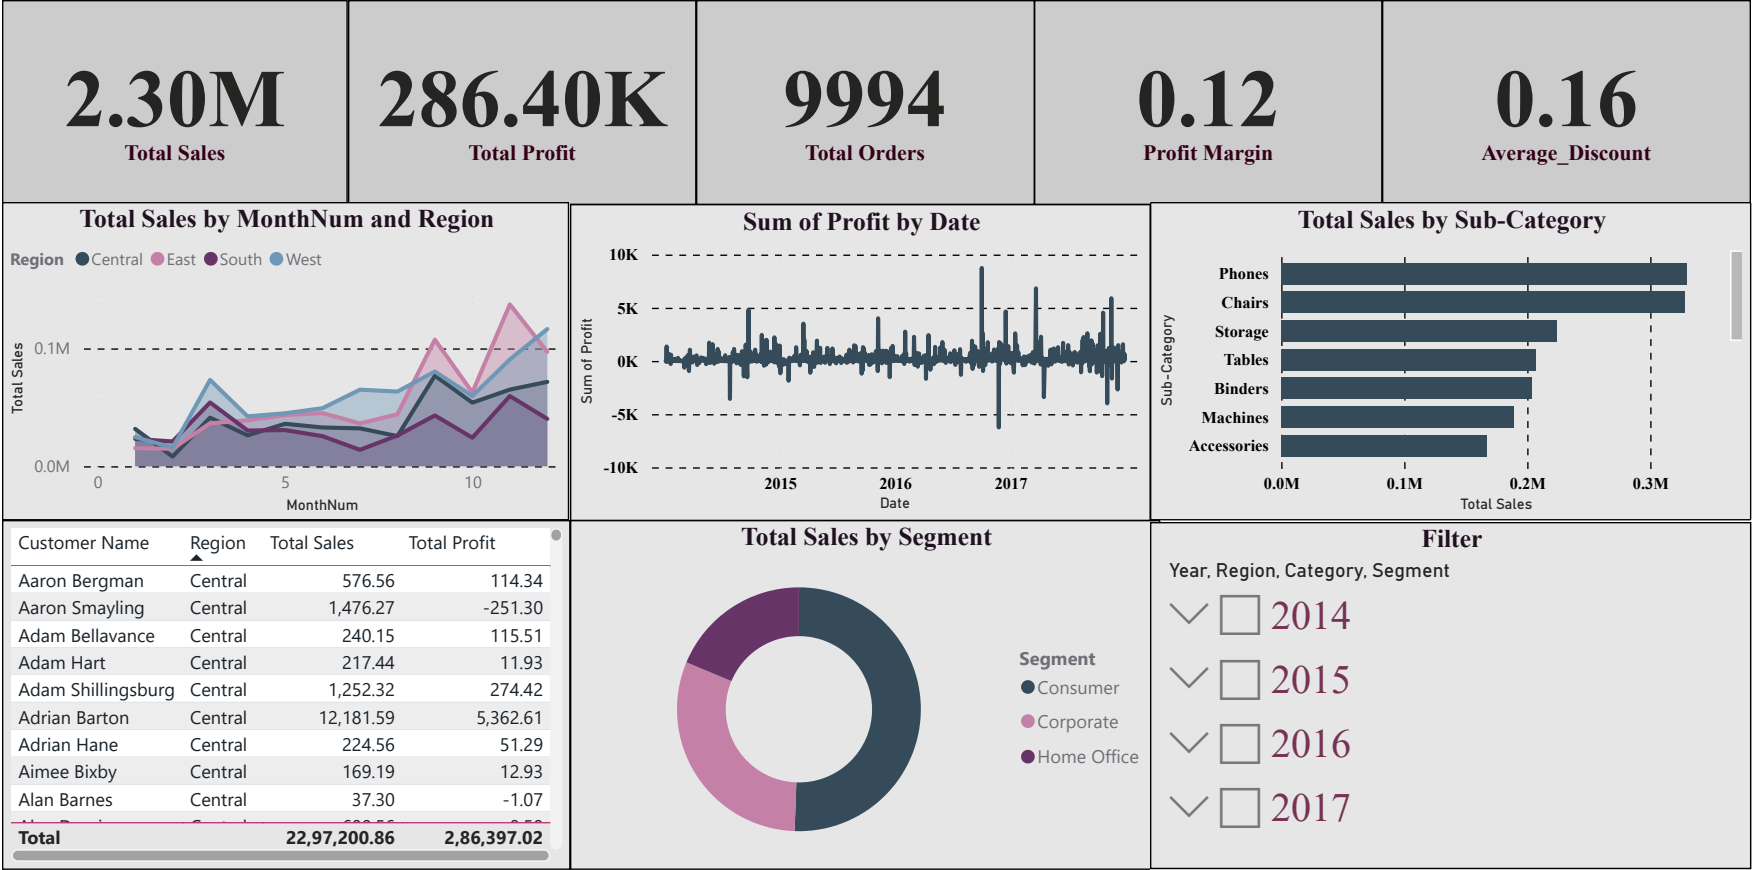 2.30M
Total Sales
286.40K
Total Profit
9994
Total Orders
0.12
Profit Margin
0.16
Average_Discount
Total Sales by MonthNum and Region
Region Central East South West
Total Sales
0.1M
0.0M
0 5 10
MonthNum
Sum of Profit by Date
Sum of Profit
10K
5K
0K
-5K
-10K
2015 2016 2017
Date
Total Sales by Sub-Category
Sub-Category
Phones
Chairs
Storage
Tables
Binders
Machines
Accessories
0.0M 0.1M 0.2M 0.3M
Total Sales
Customer Name Region Total Sales Total Profit
Aaron Bergman Central 576.56 114.34
Aaron Smayling Central 1,476.27 -251.30
Adam Bellavance Central 240.15 115.51
Adam Hart Central 217.44 11.93
Adam Shillingsburg Central 1,252.32 274.42
Adrian Barton Central 12,181.59 5,362.61
Adrian Hane Central 224.56 51.29
Aimee Bixby Central 169.19 12.93
Alan Barnes Central 37.30 -1.07
Total 22,97,200.86 2,86,397.02
Total Sales by Segment
Segment
Consumer
Corporate
Home Office
Filter
Year, Region, Category, Segment
2014
2015
2016
2017